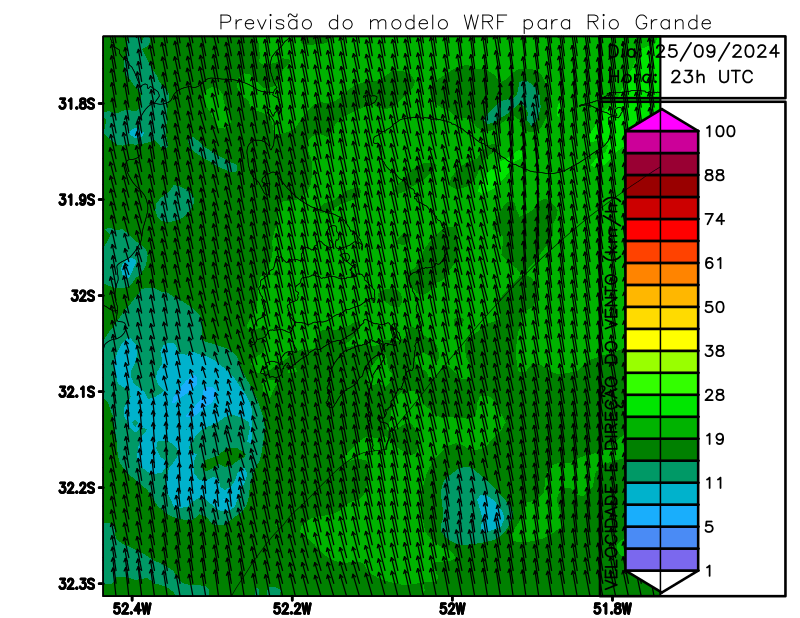 Previsão do modelo WRF para Rio Grande
Dia: 25/09/2024
Hora: 23h UTC
31.8S
31.9S
32S
32.1S
32.2S
32.3S
52.4W
52.2W
52W
51.8W
VELOCIDADE E DIREÇÃO DO VENTO (km/h)
100
88
74
61
50
38
28
19
11
5
1